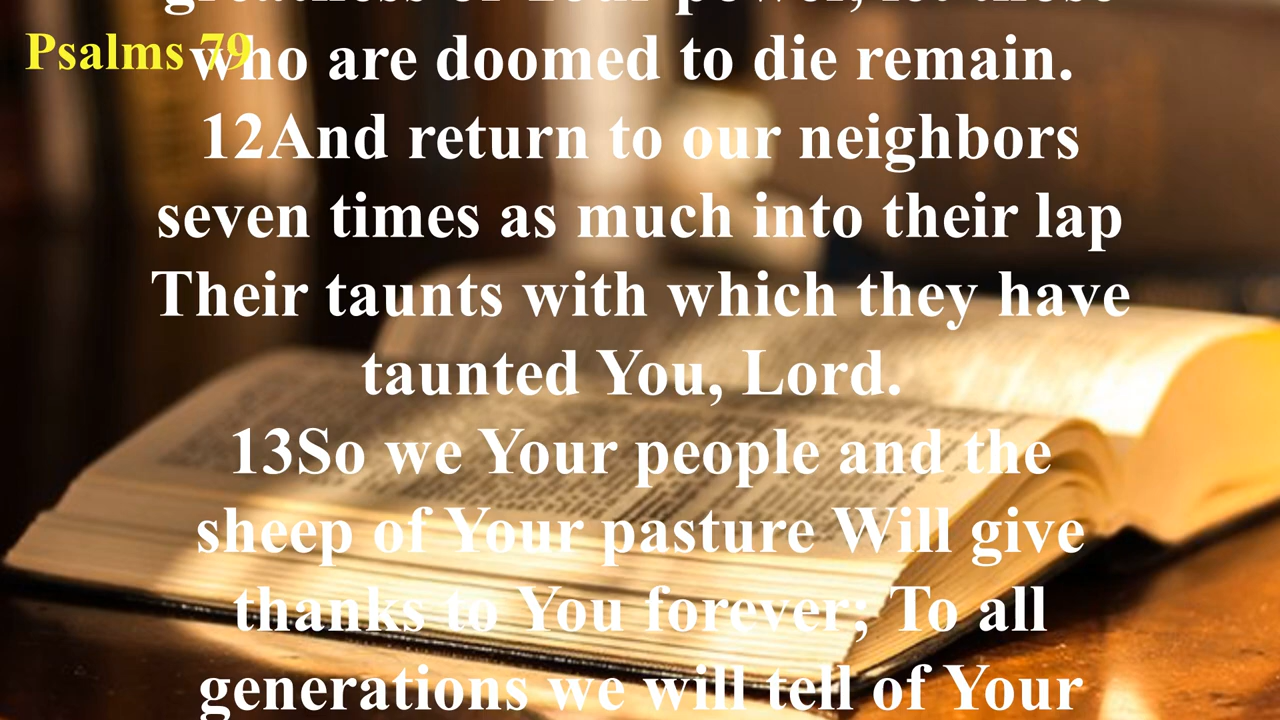 greatness of Your power, let those
Psalms 79
who are doomed to die remain.
12And return to our neighbors
seven times as much into their lap
Their taunts with which they have
taunted You, Lord.
13So we Your people and the
sheep of Your pasture Will give
thanks to You forever; To all
generations we will tell of Your